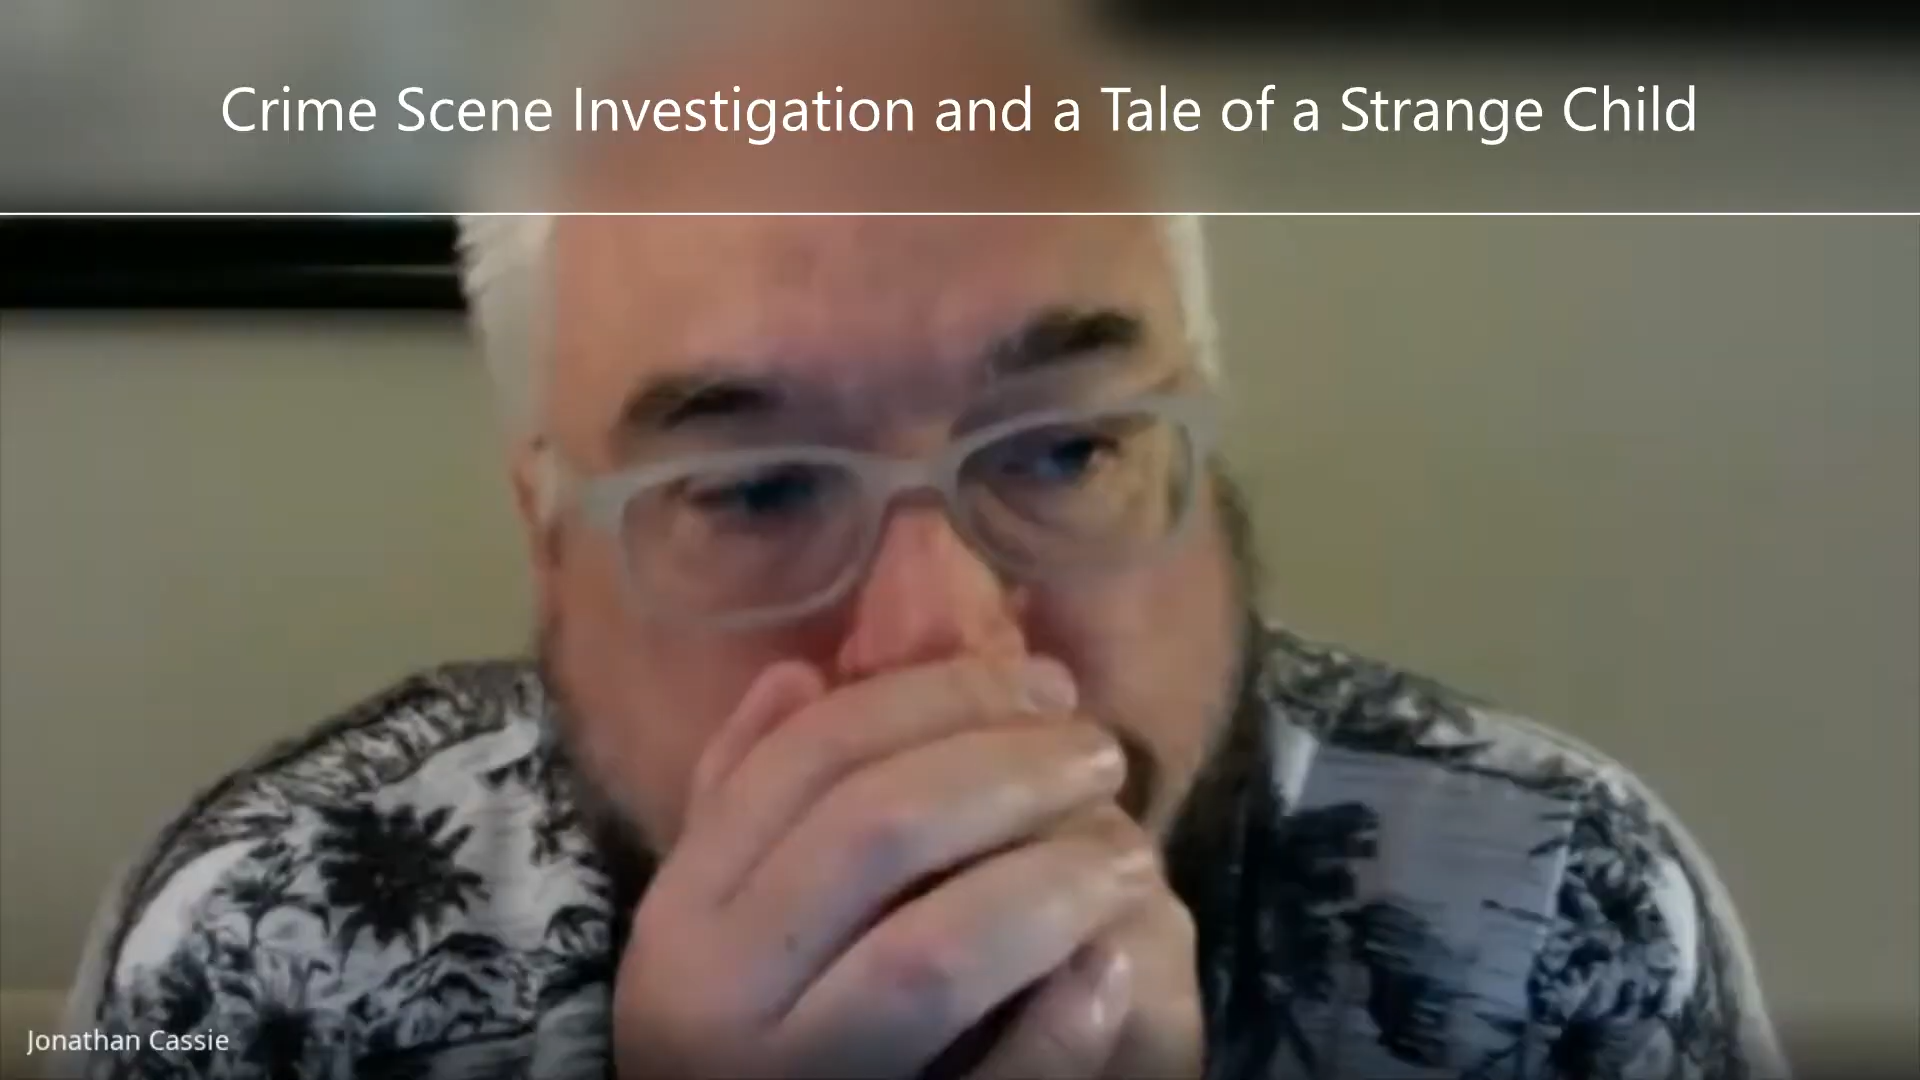 Crime Scene Investigation and a Tale of a Strange Child
Jonathan Cassie